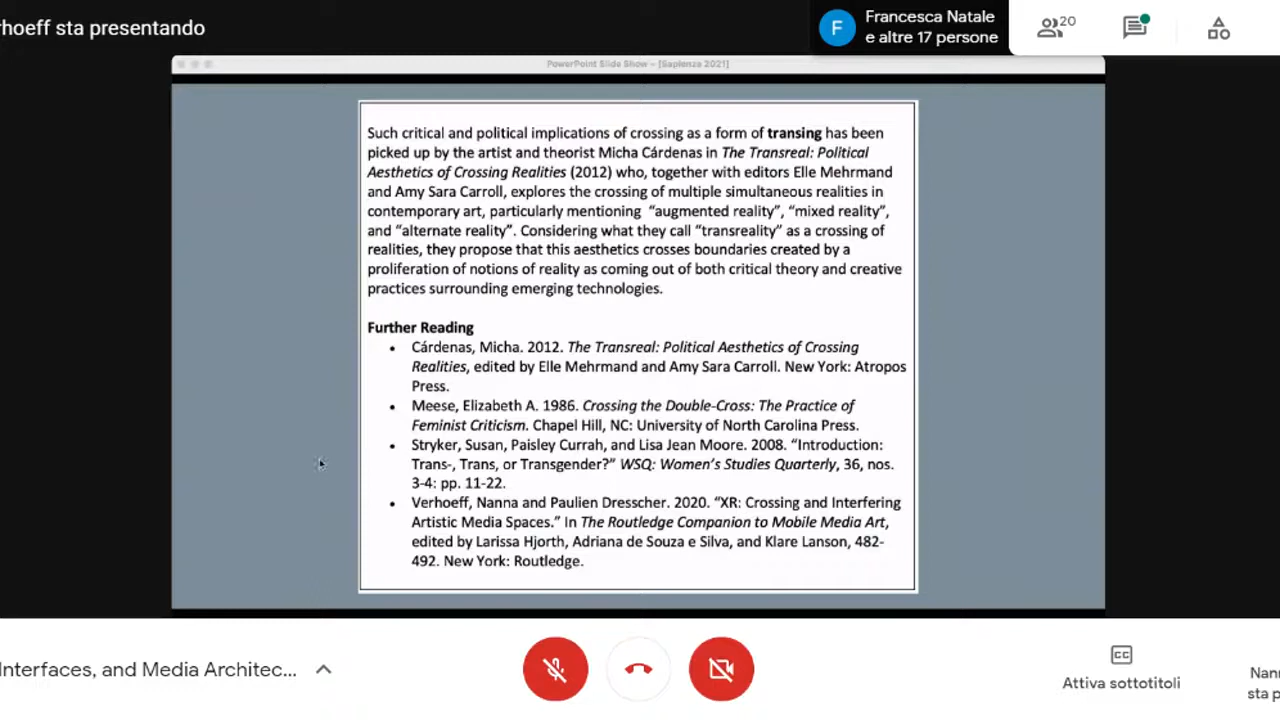 rhoeff sta presentando
F
Francesca Natale
e altre 17 persone
20
PowerPoint Slide Show – [Sapienza 2021]
Such critical and political implications of crossing as a form of transing has been
picked up by the artist and theorist Micha Cárdenas in The Transreal: Political
Aesthetics of Crossing Realities (2012) who, together with editors Elle Mehrmand
and Amy Sara Carroll, explores the crossing of multiple simultaneous realities in
contemporary art, particularly mentioning “augmented reality”, “mixed reality”,
and “alternate reality”. Considering what they call “transreality” as a crossing of
realities, they propose that this aesthetics crosses boundaries created by a
proliferation of notions of reality as coming out of both critical theory and creative
practices surrounding emerging technologies.
Further Reading
• Cárdenas, Micha. 2012. The Transreal: Political Aesthetics of Crossing
Realities, edited by Elle Mehrmand and Amy Sara Carroll. New York: Atropos
Press.
• Meese, Elizabeth A. 1986. Crossing the Double-Cross: The Practice of
Feminist Criticism. Chapel Hill, NC: University of North Carolina Press.
• Stryker, Susan, Paisley Currah, and Lisa Jean Moore. 2008. “Introduction:
Trans-, Trans, or Transgender?” WSQ: Women’s Studies Quarterly, 36, nos.
3-4: pp. 11-22.
• Verhoeff, Nanna and Paulien Dresscher. 2020. “XR: Crossing and Interfering
Artistic Media Spaces.” In The Routledge Companion to Mobile Media Art,
edited by Larissa Hjorth, Adriana de Souza e Silva, and Klare Lanson, 482-
492. New York: Routledge.
Interfaces, and Media Architec...
CC
Attiva sottotitoli
Nann
sta p